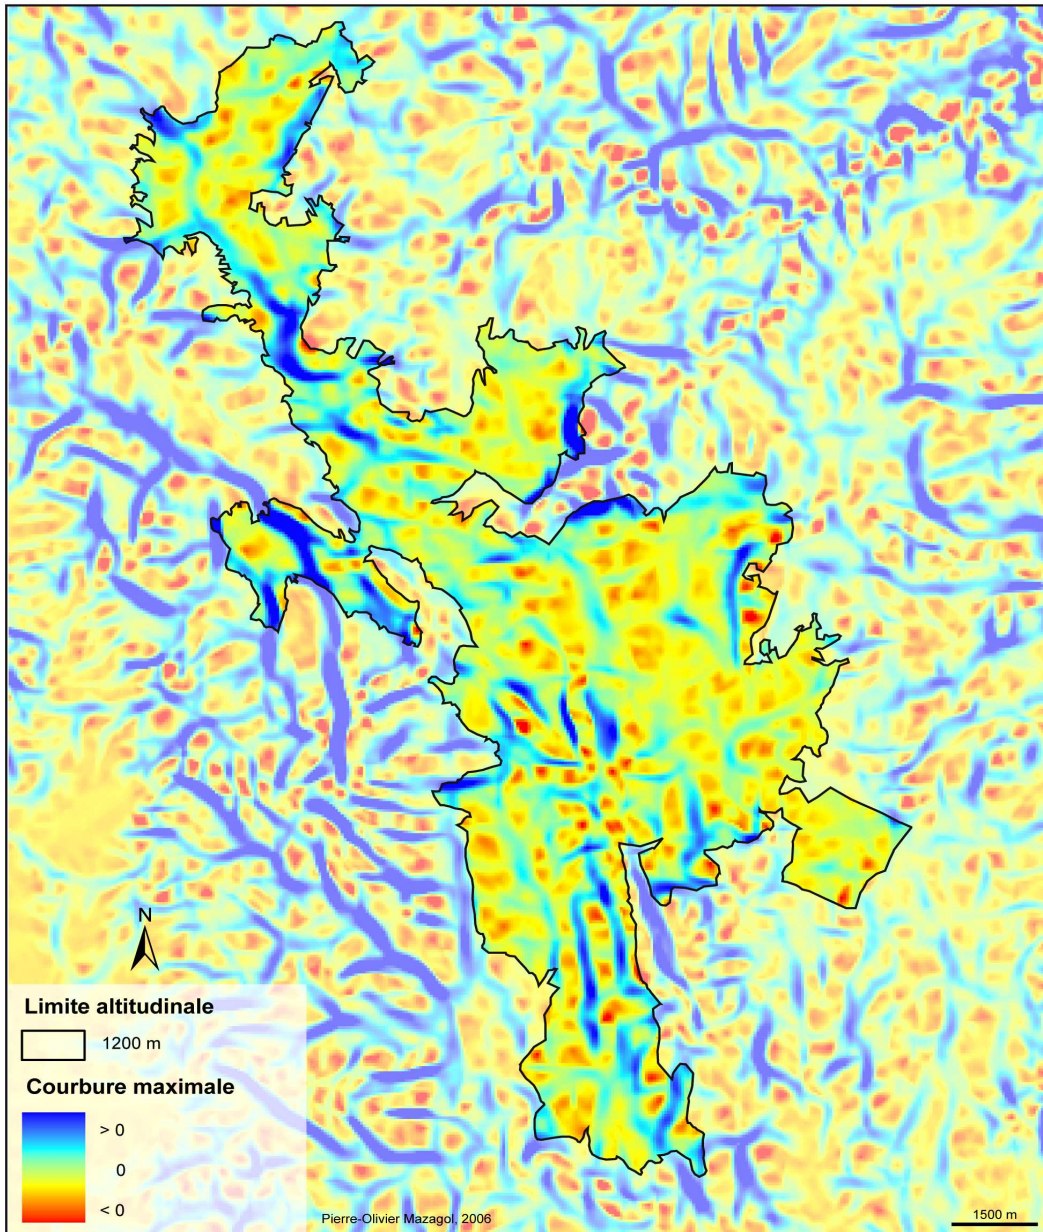 N
Limite altitudinale
1200 m
Courbure maximale
> 0
0
< 0
Pierre-Olivier Mazagol, 2006
1500 m